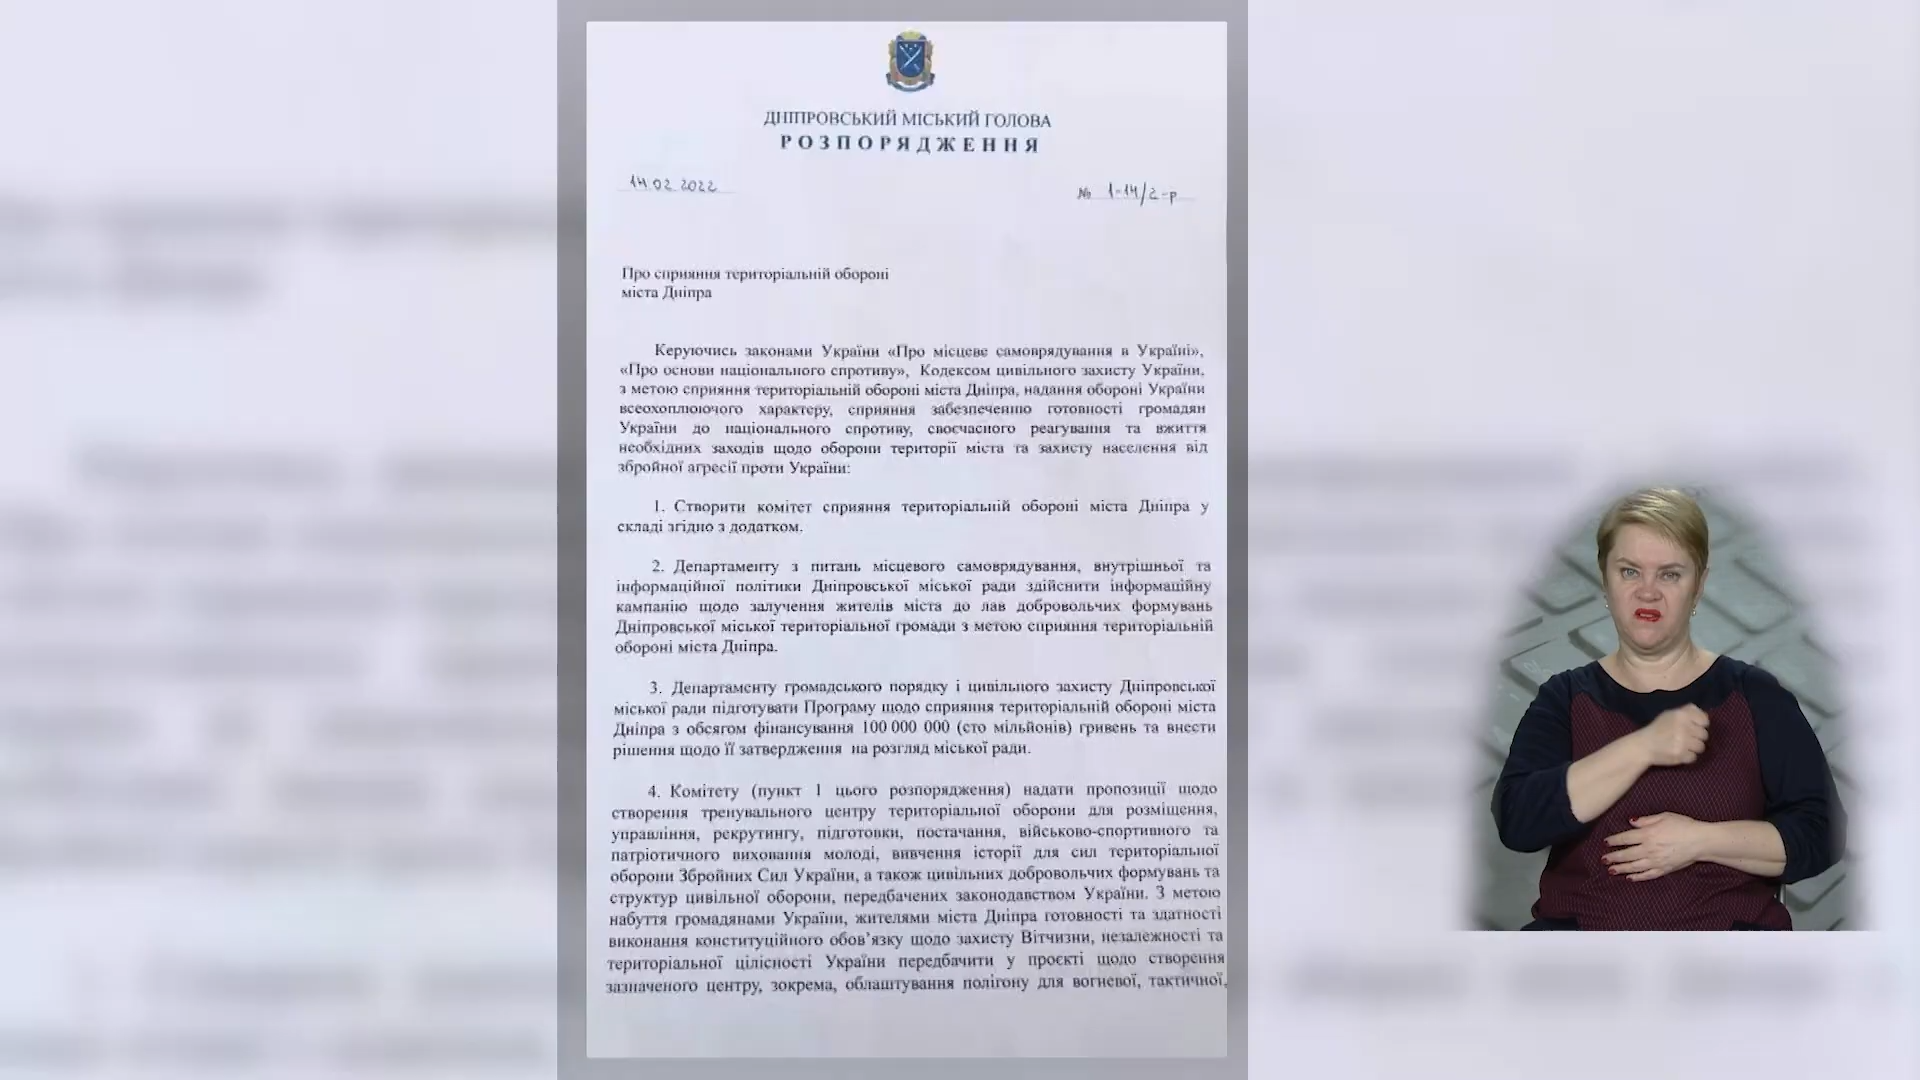 ДНІПРОВСЬКИЙ МІСЬКИЙ ГОЛОВА
РОЗПОРЯДЖЕННЯ
14.02.2022
№ 1-14/2-р
Про сприяння територіальній обороні
міста Дніпра
Керуючись законами України «Про місцеве самоврядування в Україні»,
«Про основи національного спротиву», Кодексом цивільного захисту України,
з метою сприяння територіальній обороні міста Дніпра, надання обороні України
всеохоплюючого характеру, сприяння забезпеченню готовності громадян
України до національного спротиву, своєчасного реагування та вжиття
необхідних заходів щодо оборони території міста та захисту населення від
збройної агресії проти України:
1. Створити комітет сприяння територіальній обороні міста Дніпра у
складі згідно з додатком.
2. Департаменту з питань місцевого самоврядування, внутрішньої та
інформаційної політики Дніпровської міської ради здійснити інформаційну
кампанію щодо залучення жителів міста до лав добровольчих формувань
Дніпровської міської територіальної громади з метою сприяння територіальній
обороні міста Дніпра.
3. Департаменту громадського порядку і цивільного захисту Дніпровської
міської ради підготувати Програму щодо сприяння територіальній обороні міста
Дніпра з обсягом фінансування 100 000 000 (сто мільйонів) гривень та внести
рішення щодо її затвердження на розгляд міської ради.
4. Комітету (пункт 1 цього розпорядження) надати пропозиції щодо
створення тренувального центру територіальної оборони для розміщення,
управління, рекрутингу, підготовки, постачання, військово-спортивного та
патріотичного виховання молоді, вивчення історії для сил територіальної
оборони Збройних Сил України, а також цивільних добровольчих формувань та
структур цивільної оборони, передбачених законодавством України. З метою
набуття громадянами України, жителями міста Дніпра готовності та здатності
виконання конституційного обов’язку щодо захисту Вітчизни, незалежності та
територіальної цілісності України передбачити у проєкті щодо створення
зазначеного центру, зокрема, облаштування полігону для вогневої, тактичної,